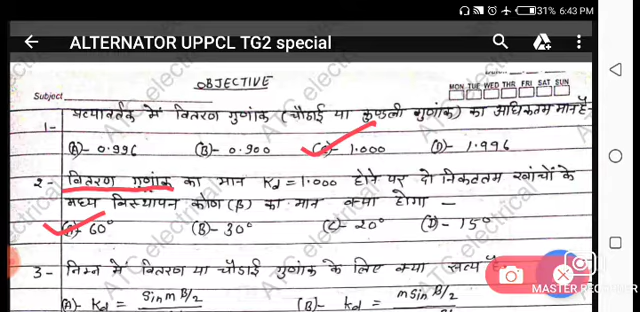 31% 6:43 PM
ALTERNATOR UPPCL TG2 special
OBJECTIVE
Subject
MON TUE WED THR FRI SAT SUN
1- प्रत्यावर्तक में वितरण गुणांक (चौडाई या कुण्डली गुणांक) का अधिकतम मान है-
(A)- 0.996 (B)- 0.900 (C)- 1.000 (D)- 1.996
2- वितरण गुणांक का मान Kd = 1.000 होने पर दो निकटतम खांचों के
मध्य विस्थापन कोण (β) का मान क्या होगा -
(A)- 60° (B)- 30° (C)- 20° (D)- 15°
3- निम्न में वितरण या चौडाई गुणांक के लिए क्या सत्य है
(A)- Kd = sin mβ/2 (B)- kd = m sin β/2
ATC electrical
MASTER RECORDER